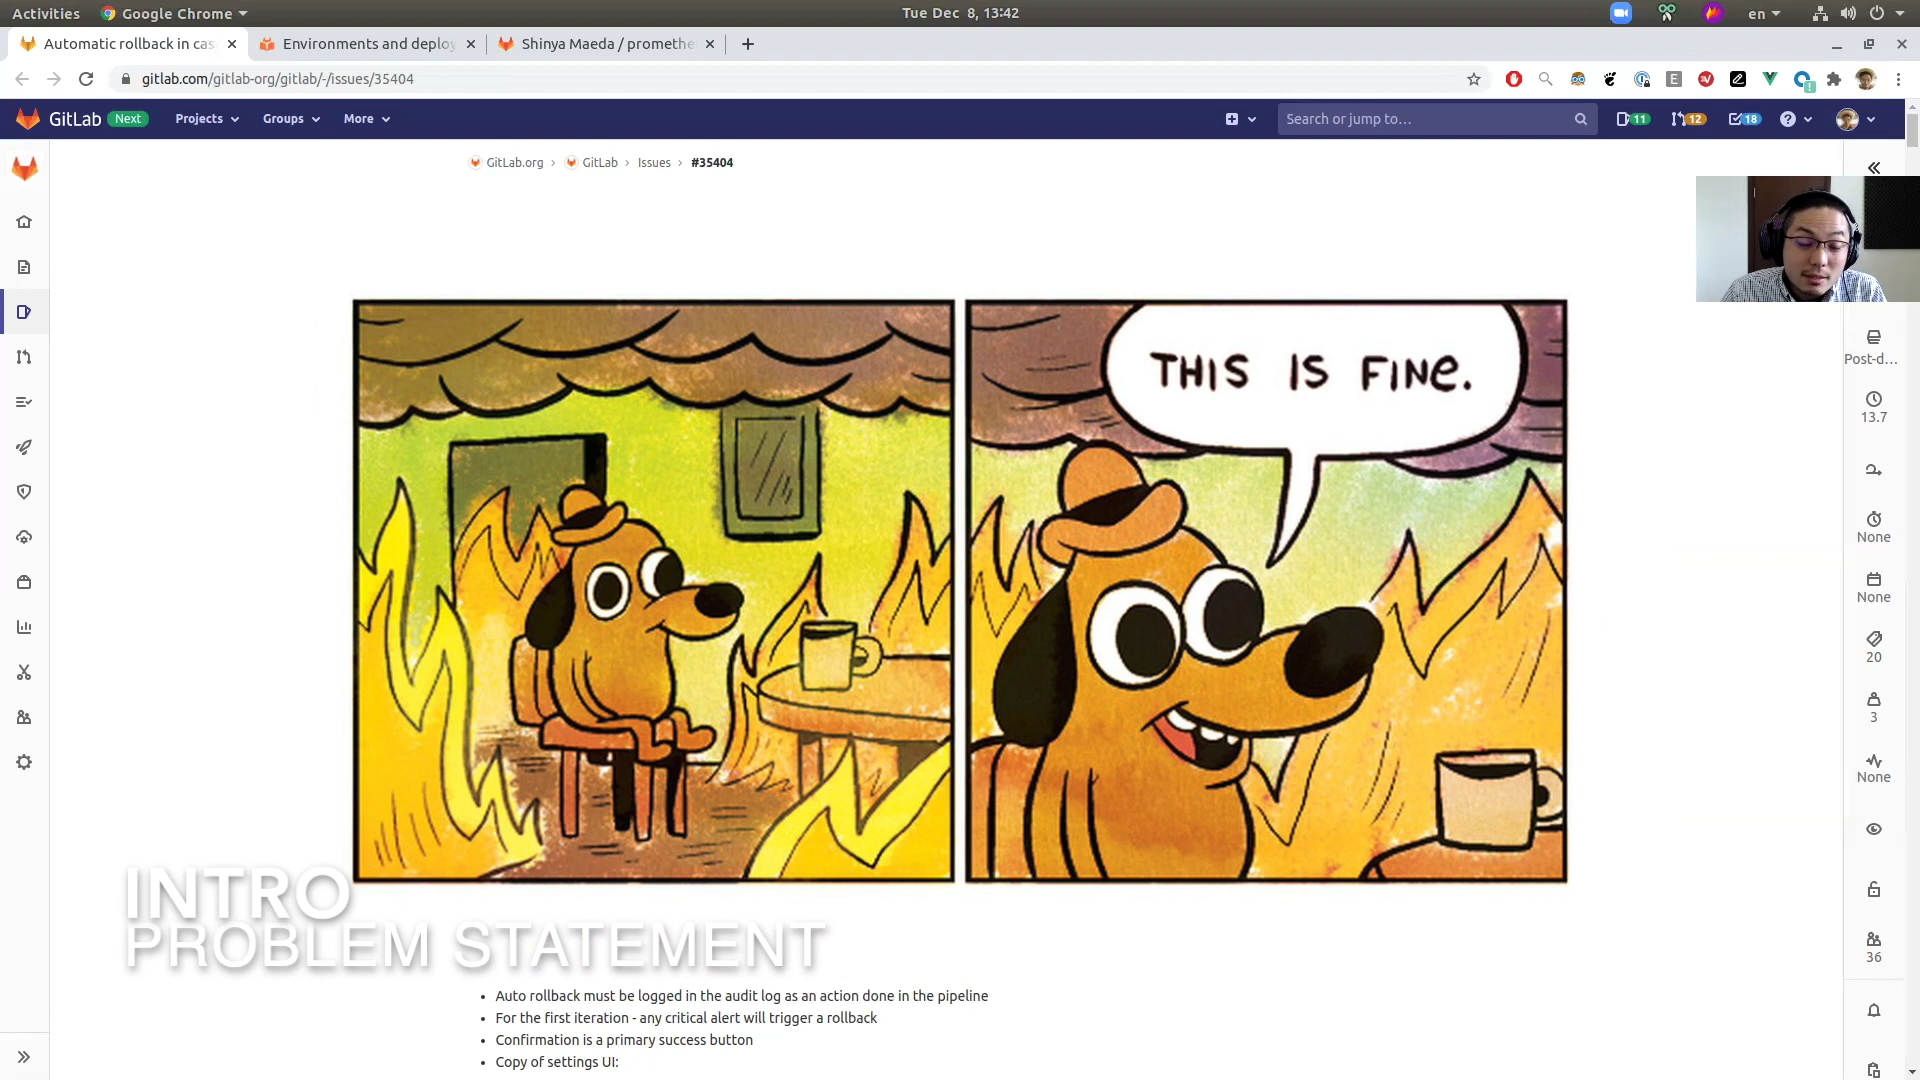 Activities Google Chrome Tue Dec 8, 13:42 en
Automatic rollback in cas Environments and deploy Shinya Maeda / promethe
gitlab.com/gitlab-org/gitlab/-/issues/35404
GitLab Next Projects Groups More Search or jump to... 11 12 18
GitLab.org › GitLab › Issues › #35404
THIS IS FINE.
Post-d...
13.7
None
None
20
3
None
36
INTRO
PROBLEM STATEMENT
Auto rollback must be logged in the audit log as an action done in the pipeline
For the first iteration - any critical alert will trigger a rollback
Confirmation is a primary success button
Copy of settings UI: